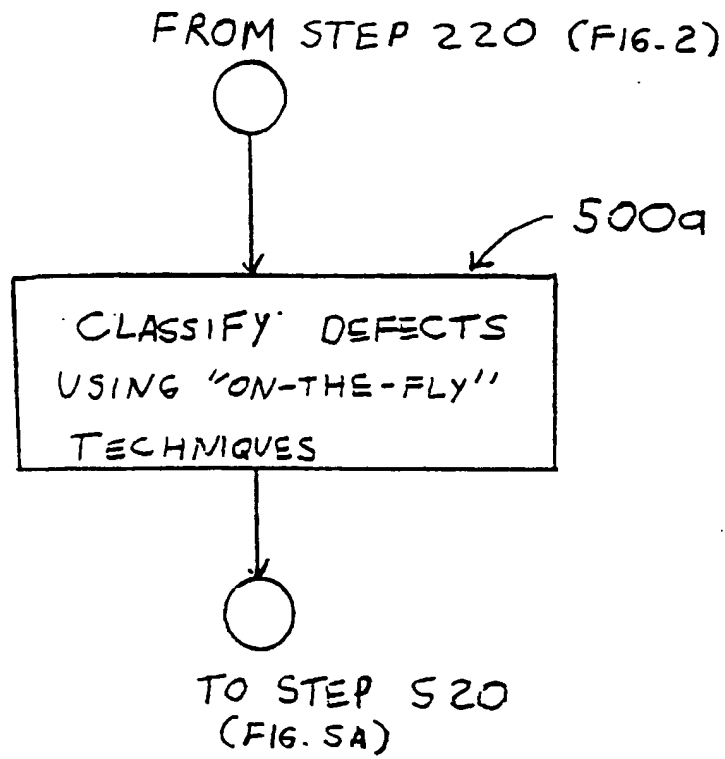 FROM STEP 220 (FIG. 2)
500a
CLASSIFY DEFECTS
USING "ON-THE-FLY"
TECHNIQUES
TO STEP 520
(FIG. 5A)